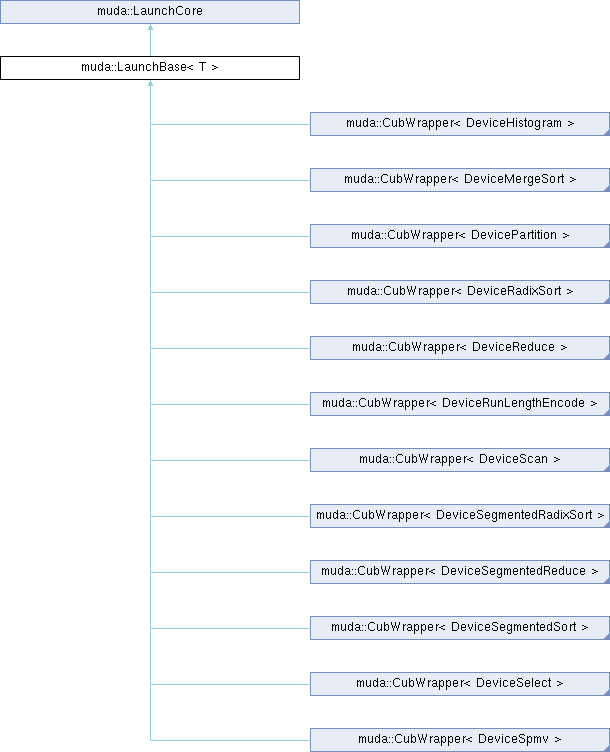 muda::LaunchCore
muda::LaunchBase< T >
muda::CubWrapper< DeviceHistogram >
muda::CubWrapper< DeviceMergeSort >
muda::CubWrapper< DevicePartition >
muda::CubWrapper< DeviceRadixSort >
muda::CubWrapper< DeviceReduce >
muda::CubWrapper< DeviceRunLengthEncode >
muda::CubWrapper< DeviceScan >
muda::CubWrapper< DeviceSegmentedRadixSort >
muda::CubWrapper< DeviceSegmentedReduce >
muda::CubWrapper< DeviceSegmentedSort >
muda::CubWrapper< DeviceSelect >
muda::CubWrapper< DeviceSpmv >